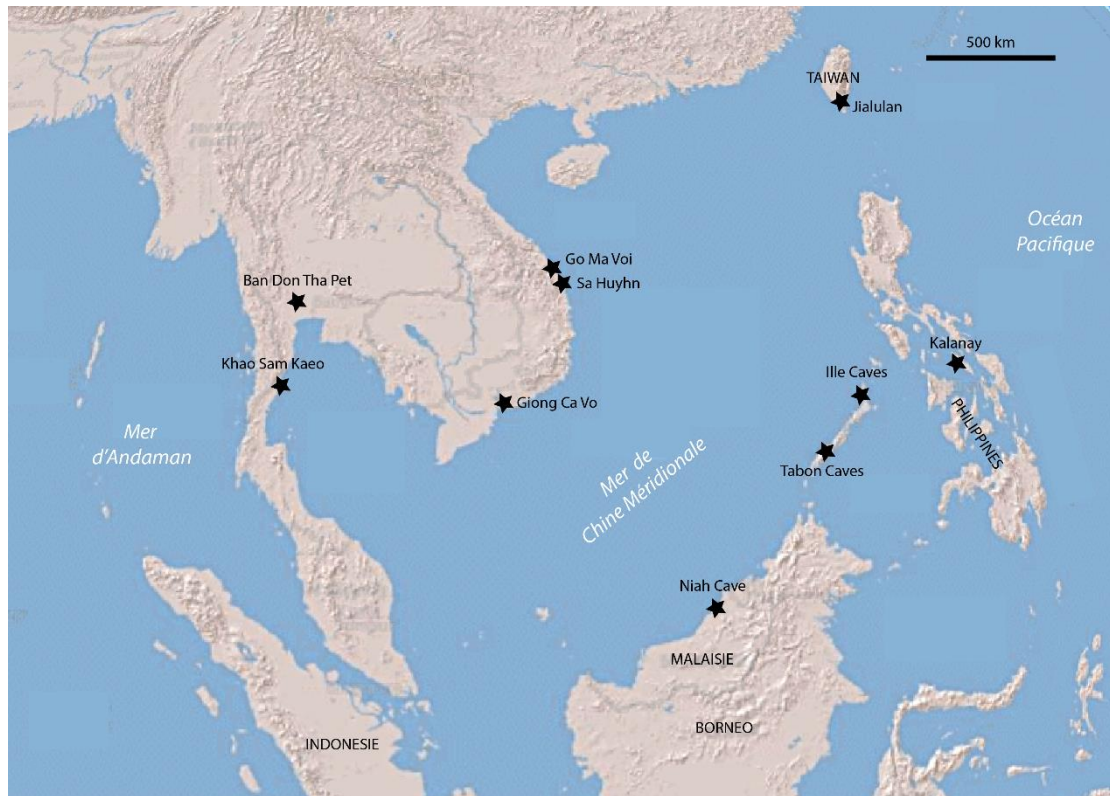 500 km
TAIWAN
Jialulan
Océan
Pacifique
Go Ma Voi
Sa Huyhn
Ban Don Tha Pet
Kalanay
Khao Sam Kaeo
Ille Caves
Giong Ca Vo
PHILIPPINES
Mer
d'Andaman
Mer de
Chine Méridionale
Tabon Caves
Niah Cave
MALAISIE
BORNEO
INDONESIE